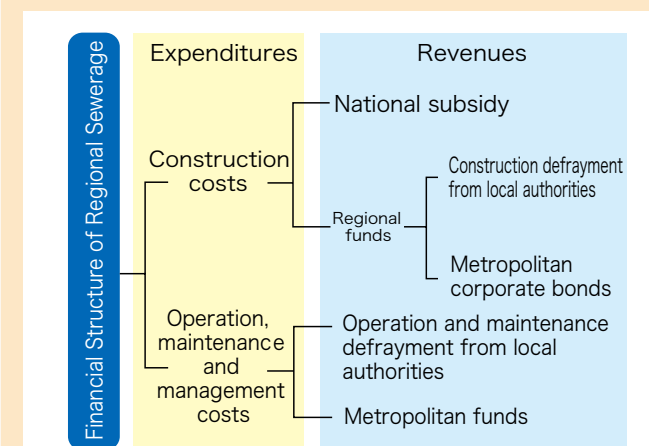 Financial Structure of Regional Sewerage
Expenditures
Revenues
Construction
costs
National subsidy
Regional
funds
Construction defrayment
from local authorities
Metropolitan
corporate bonds
Operation,
maintenance
and
management
costs
Operation and maintenance
defrayment from local
authorities
Metropolitan funds